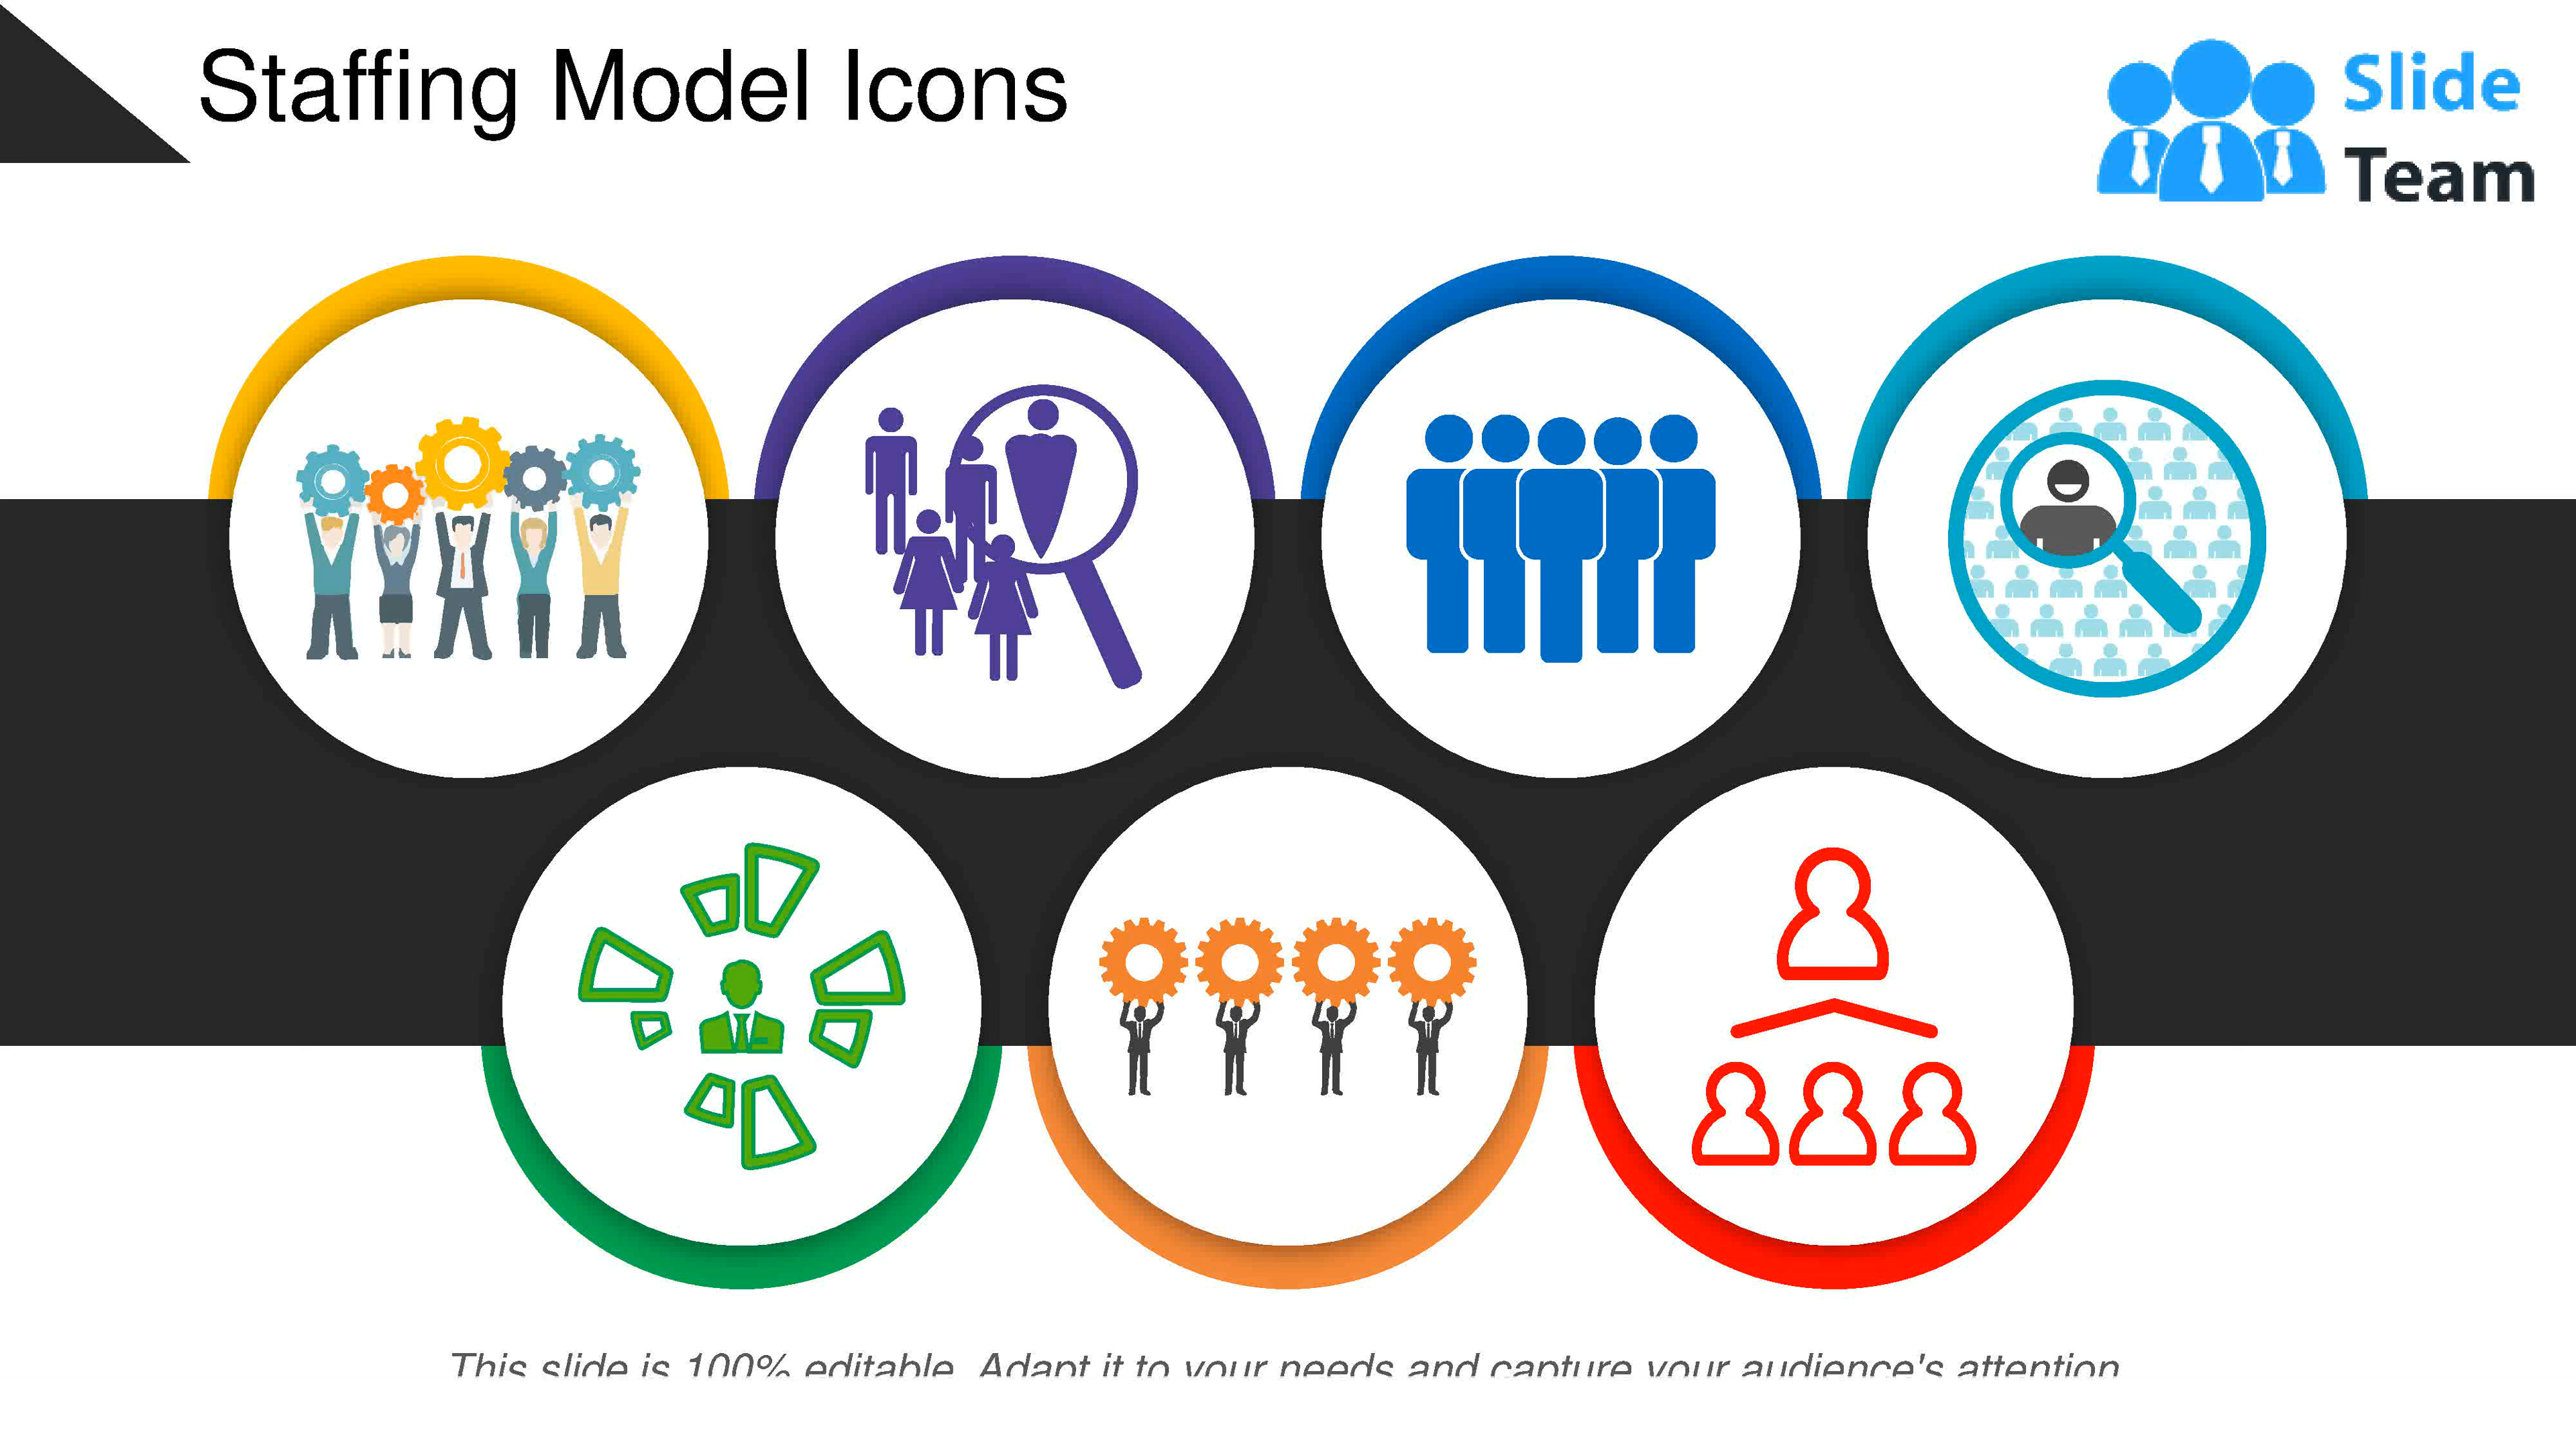 Staffing Model Icons
Slide
Team
This slide is 100% editable. Adapt it to your needs and capture your audience's attention